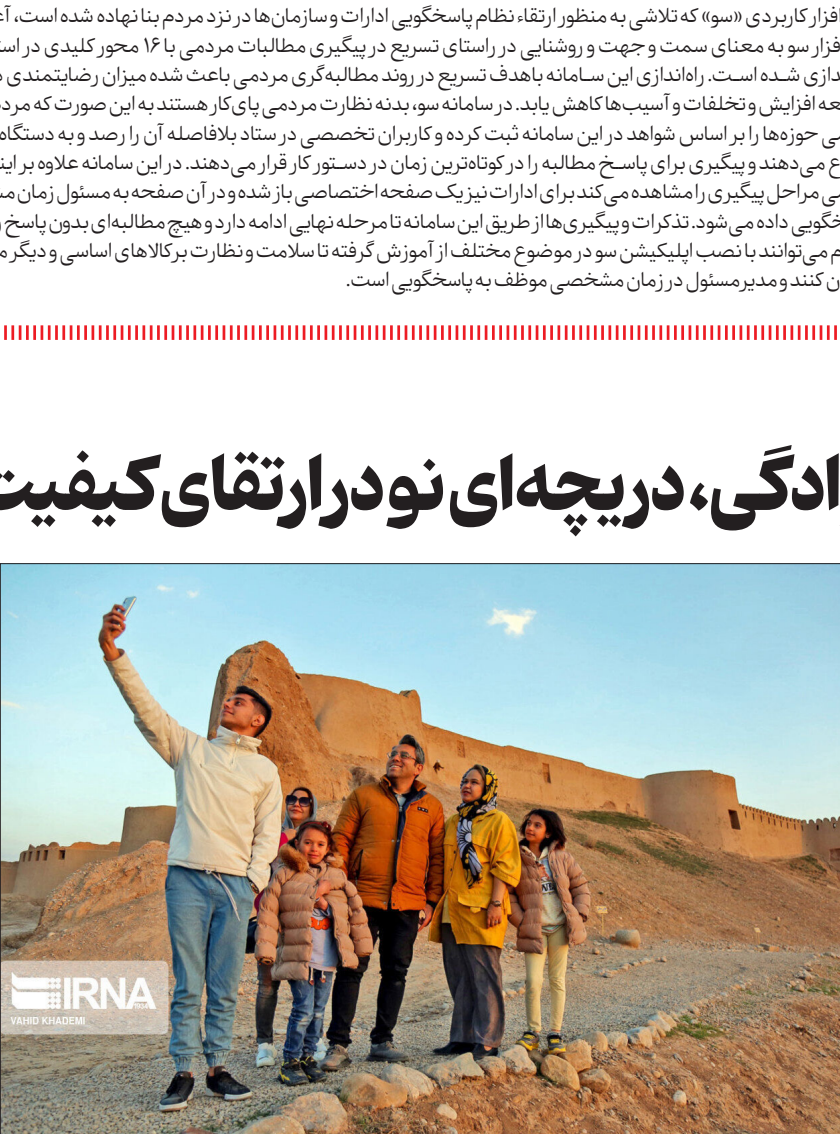 افزار کاربردی «سو» که تلاشی به منظور ارتقاء نظام پاسخگویی ادارات و سازمان‌ها در نزد مردم بنا نهاده شده است،
فزار سو به معنای سمت و جهت و روشنایی در راستای تسریع در پیگیری مطالبات مردمی با ۱۶ محور کلیدی در
دازی شده است. راه‌اندازی این سامانه باهدف تسریع در روند مطالبه‌گری مردمی باعث شده میزان رضایتمندی
عه افزایش و تخلفات و آسیب‌ها کاهش یابد. در سامانه سو، بدنه نظارت مردمی پای‌کار هستند به این صورت که
ی حوزه‌ها را بر اساس شواهد در این سامانه ثبت کرده و کاربران تخصصی در ستاد بلافاصله آن را رصد و به دستگاه
ع می‌دهند و پیگیری برای پاسخ مطالبه را در کوتاه‌ترین زمان در دستور کار قرار می‌دهند. در این سامانه علاوه بر
ی مراحل پیگیری را مشاهده می‌کند برای ادارات نیز یک صفحه اختصاصی باز شده و در آن صفحه به مسئول زمان
خگویی داده می‌شود. تذکرات و پیگیری‌ها از طریق این سامانه تا مرحله نهایی ادامه دارد و هیچ مطالبه‌ای بدون پاسخ
م می‌توانند با نصب اپلیکیشن سو در موضوع مختلف از آموزش گرفته تا سلامت و نظارت بر کالاهای اساسی و دیگر
ن کنند و مدیر مسئول در زمان مشخصی موظف به پاسخگویی است.
ادگی، دریچه‌ای نو در ارتقای کیفیت
IRNA
1934
VAHID KHADEMI